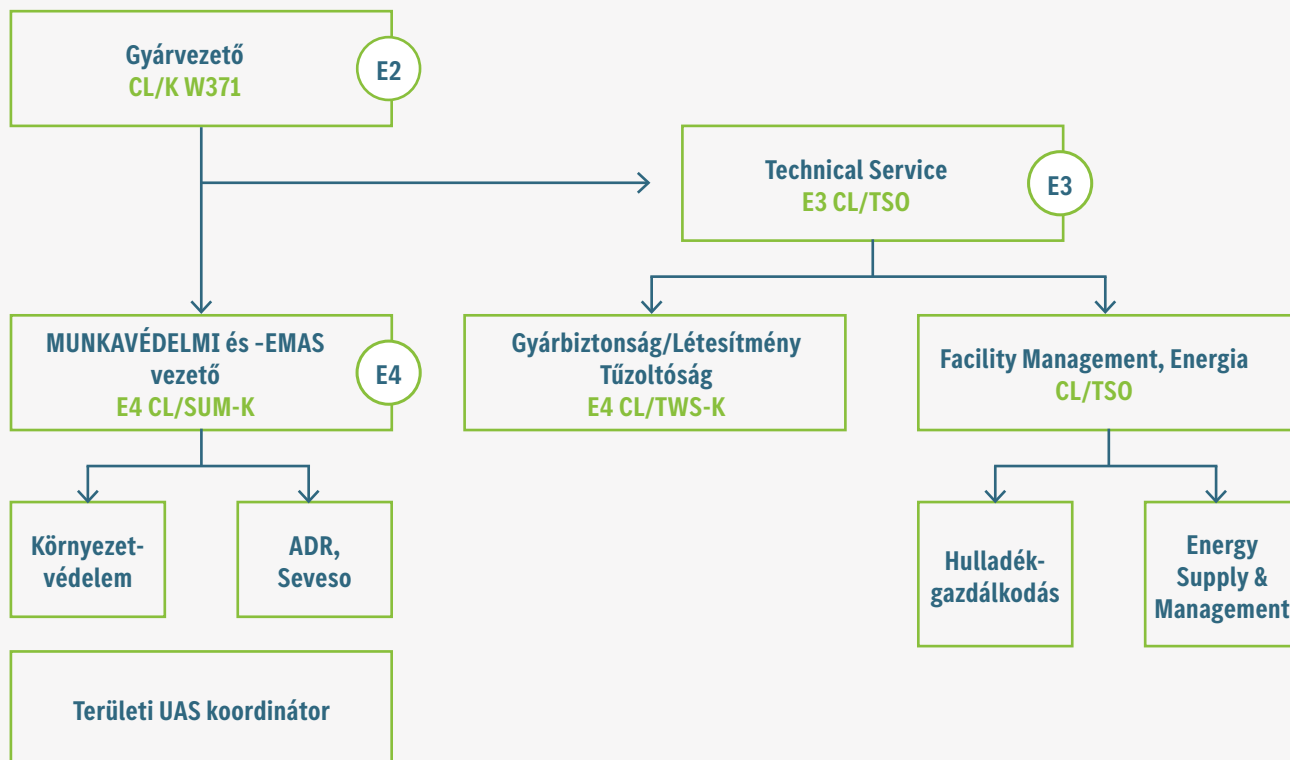 Gyárvezető
CL/K W371
E2
Technical Service
E3 CL/TSO
E3
MUNKAVÉDELMI és -EMAS
vezető
E4 CL/SUM-K
E4
Gyárbiztonság/Létesítmény
Tűzoltóság
E4 CL/TWS-K
Facility Management, Energia
CL/TSO
Környezet-
védelem
ADR,
Seveso
Hulladék-
gazdálkodás
Energy
Supply &
Management
Területi UAS koordinátor